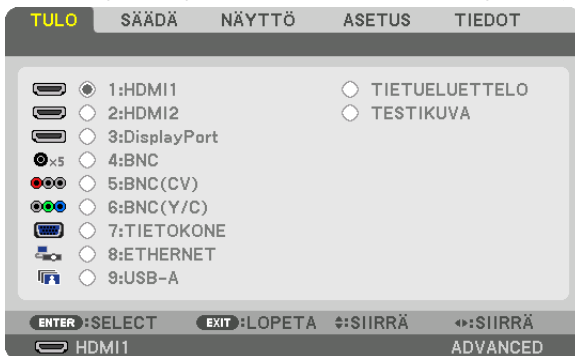 TULO SÄÄDÄ NÄYTTÖ ASETUS TIEDOT
1:HDMI1 TIETUELUETTELO
2:HDMI2 TESTIKUVA
3:DisplayPort
×5 4:BNC
5:BNC(CV)
6:BNC(Y/C)
7:TIETOKONE
8:ETHERNET
9:USB-A
ENTER:SELECT EXIT:LOPETA :SIIRRÄ :SIIRRÄ
HDMI1 ADVANCED